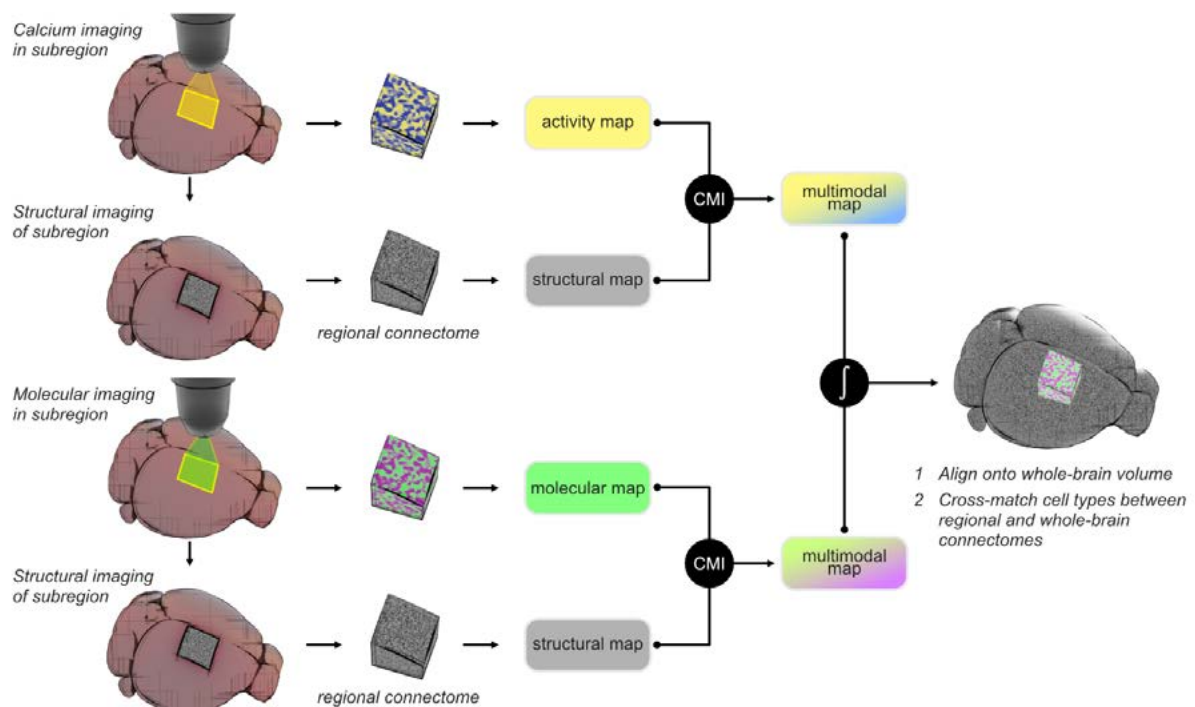 Calcium imaging
in subregion
activity map
CMI
multimodal
map
Structural imaging
of subregion
structural map
regional connectome
∫
Molecular imaging
in subregion
molecular map
CMI
multimodal
map
Structural imaging
of subregion
structural map
regional connectome
1 Align onto whole-brain volume
2 Cross-match cell types between
regional and whole-brain
connectomes